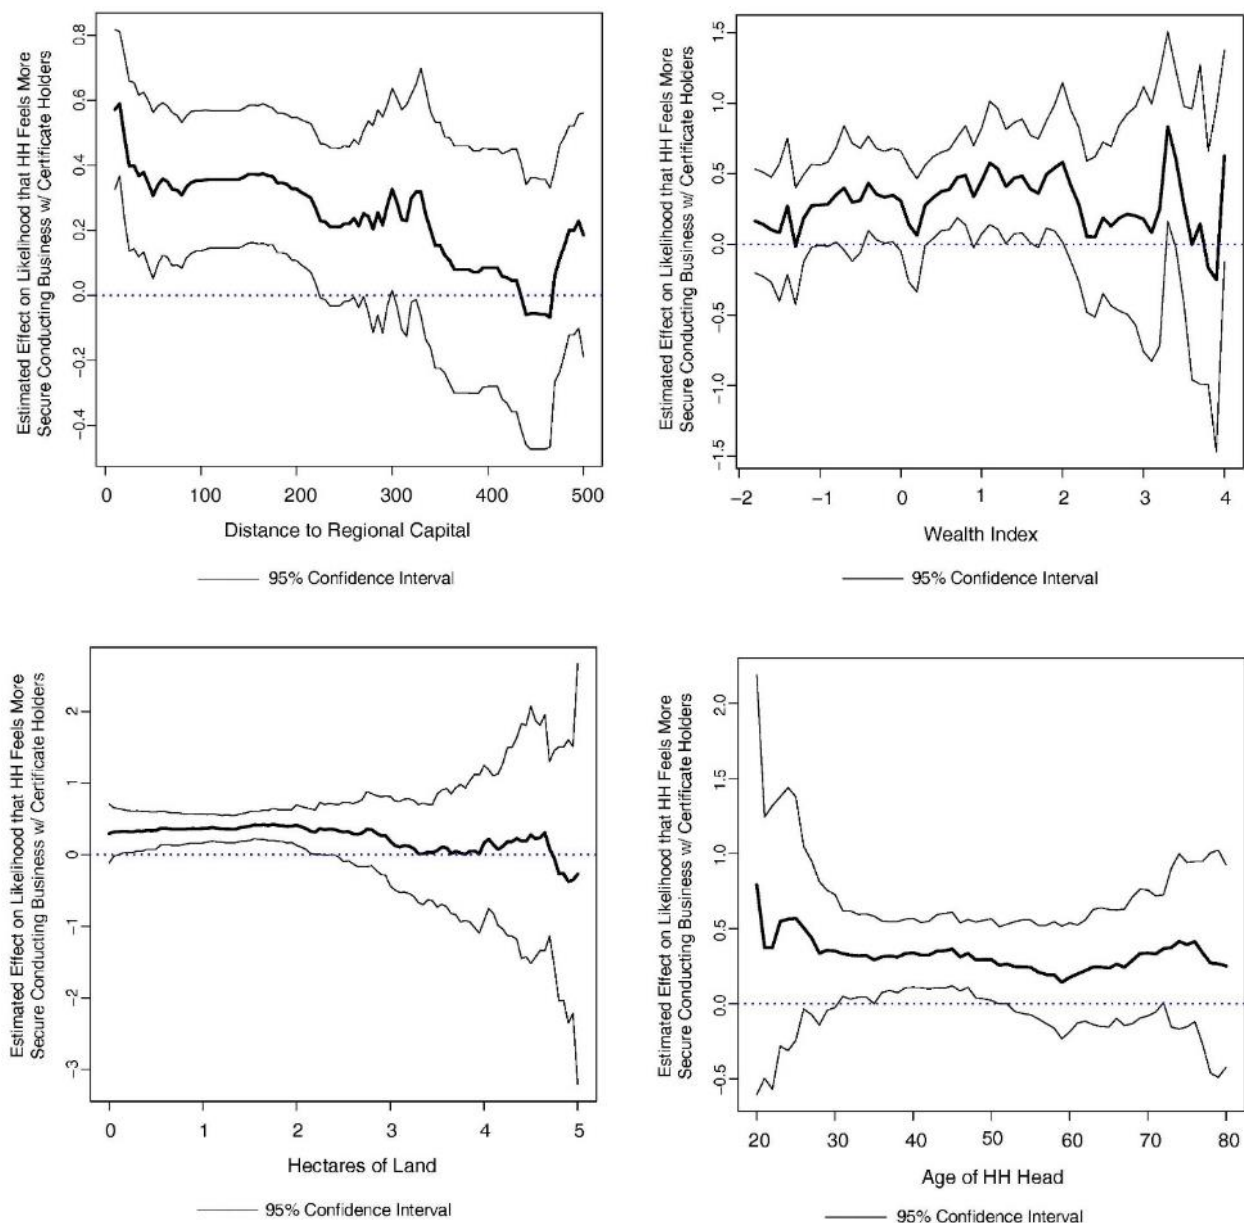 Estimated Effect on Likelihood that HH Feels More
Secure Conducting Business w/ Certificate Holders
0.8
0.6
0.4
0.2
0.0
−0.2
−0.4
0 100 200 300 400 500
Distance to Regional Capital
95% Confidence Interval
Estimated Effect on Likelihood that HH Feels More
Secure Conducting Business w/ Certificate Holders
1.5
1.0
0.5
0.0
−0.5
−1.0
−1.5
−2 −1 0 1 2 3 4
Wealth Index
95% Confidence Interval
Estimated Effect on Likelihood that HH Feels More
Secure Conducting Business w/ Certificate Holders
2
1
0
−1
−2
−3
0 1 2 3 4 5
Hectares of Land
95% Confidence Interval
Estimated Effect on Likelihood that HH Feels More
Secure Conducting Business w/ Certificate Holders
2.0
1.5
1.0
0.5
0.0
−0.5
20 30 40 50 60 70 80
Age of HH Head
95% Confidence Interval